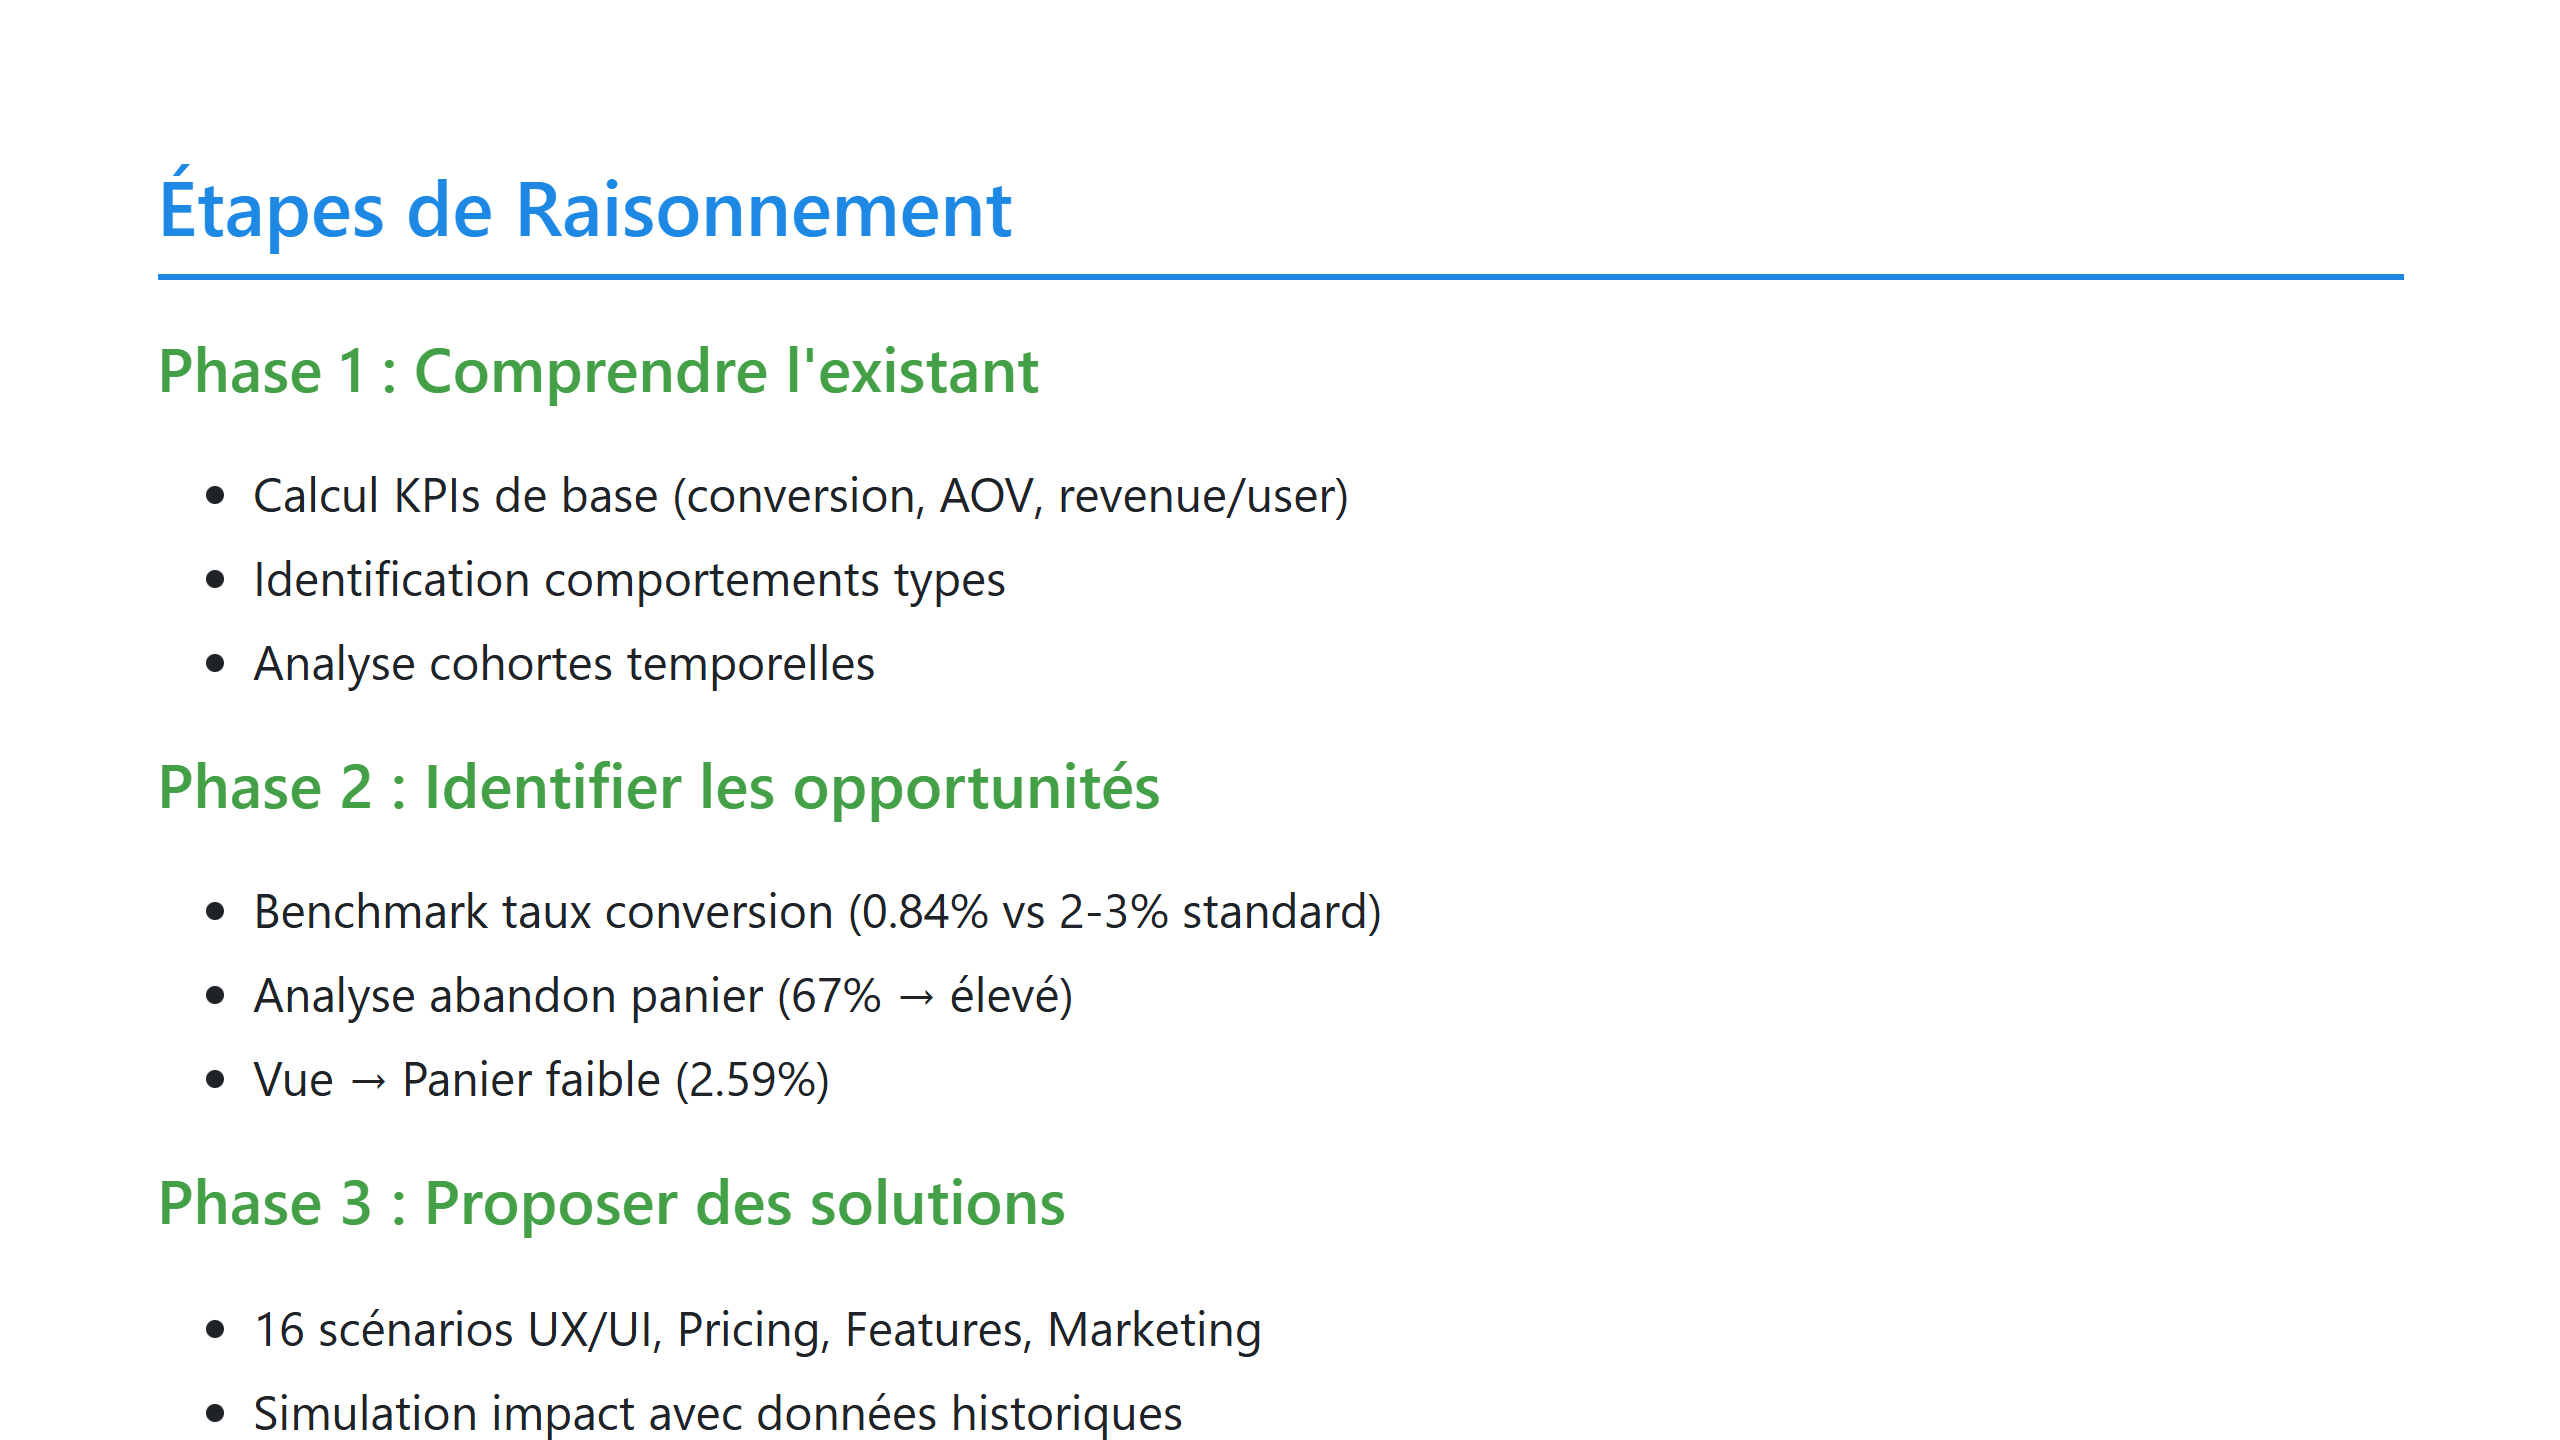 Étapes de Raisonnement
Phase 1 : Comprendre l'existant
• Calcul KPIs de base (conversion, AOV, revenue/user)
• Identification comportements types
• Analyse cohortes temporelles
Phase 2 : Identifier les opportunités
• Benchmark taux conversion (0.84% vs 2-3% standard)
• Analyse abandon panier (67% → élevé)
• Vue → Panier faible (2.59%)
Phase 3 : Proposer des solutions
• 16 scénarios UX/UI, Pricing, Features, Marketing
• Simulation impact avec données historiques